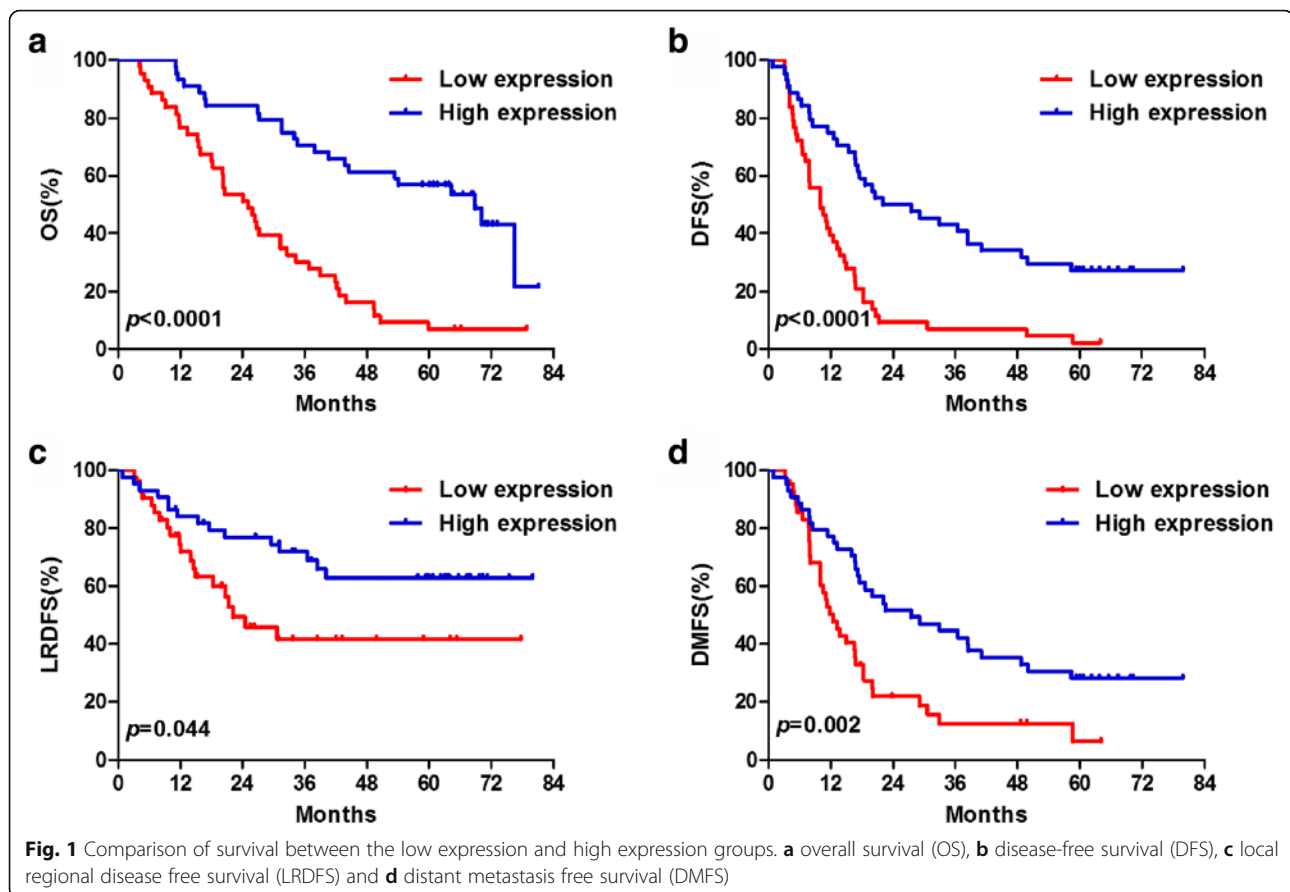 a
100
80
60
40
20
0
OS(%)
Low expression
High expression
p<0.0001
0 12 24 36 48 60 72 84
Months
b
100
80
60
40
20
0
DFS(%)
Low expression
High expression
p<0.0001
0 12 24 36 48 60 72 84
Months
c
100
80
60
40
20
0
LRDFS(%)
Low expression
High expression
p=0.044
0 12 24 36 48 60 72 84
Months
d
100
80
60
40
20
0
DMFS(%)
Low expression
High expression
p=0.002
0 12 24 36 48 60 72 84
Months
Fig. 1 Comparison of survival between the low expression and high expression groups. a overall survival (OS), b disease-free survival (DFS), c local
regional disease free survival (LRDFS) and d distant metastasis free survival (DMFS)